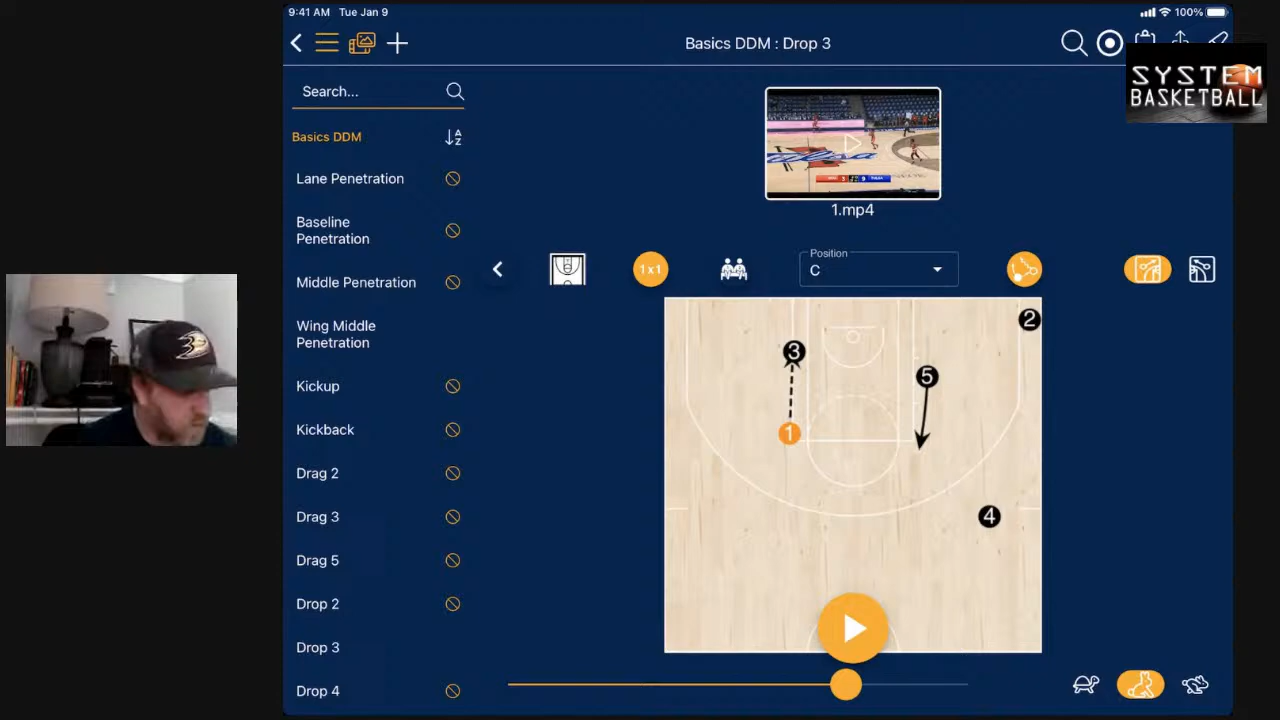 9:41 AM Tue Jan 9
100%
Basics DDM : Drop 3
SYSTEM
BASKETBALL
Search...
Basics DDM
A
Z
Lane Penetration
Baseline
Penetration
Middle Penetration
Wing Middle
Penetration
Kickup
Kickback
Drag 2
Drag 3
Drag 5
Drop 2
Drop 3
Drop 4
1.mp4
1x1
Position
C
2
3
5
1
4